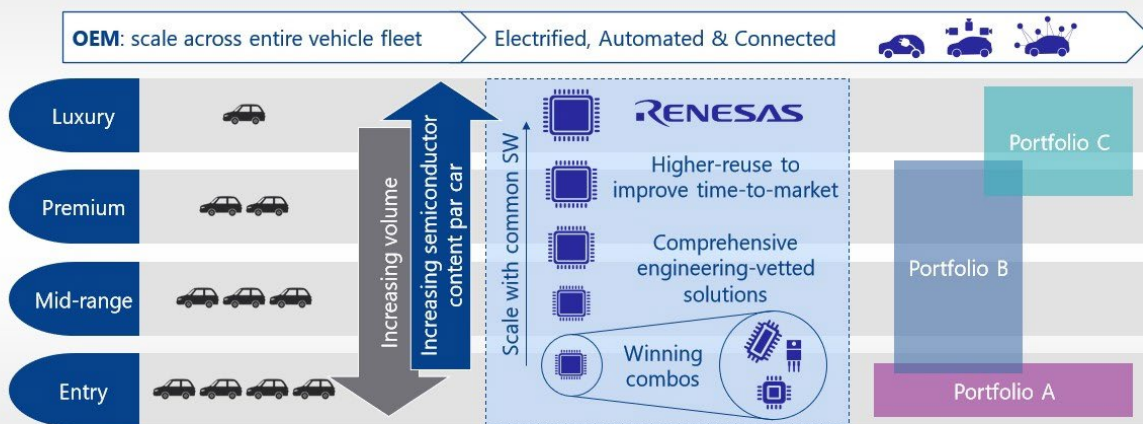 OEM: scale across entire vehicle fleet
Electrified, Automated & Connected
Luxury
Premium
Mid-range
Entry
Increasing volume
Increasing semiconductor
content par car
Scale with common SW
RENESAS
Higher-reuse to
improve time-to-market
Comprehensive
engineering-vetted
solutions
Winning
combos
Portfolio C
Portfolio B
Portfolio A